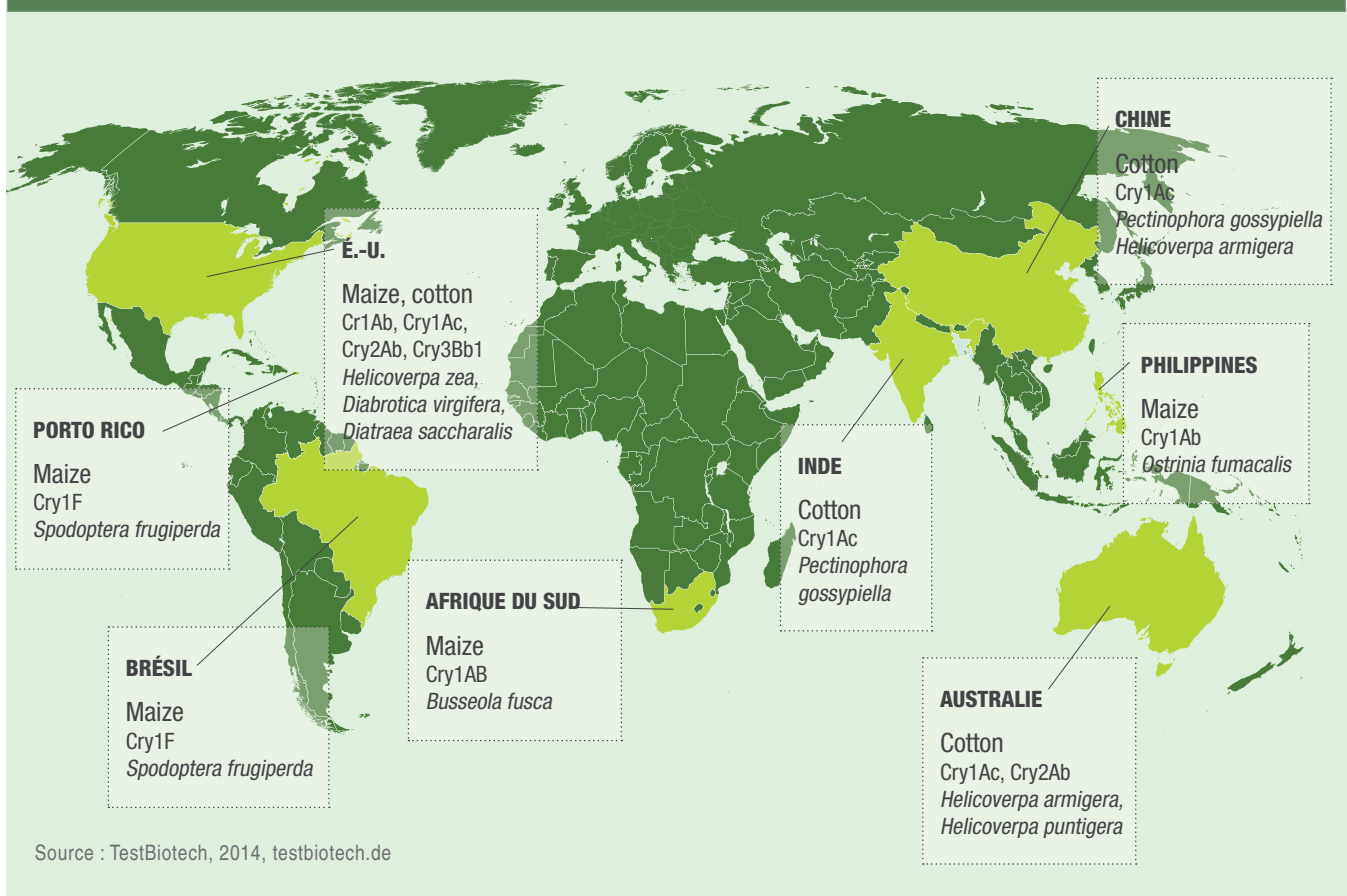 CHINE
Cotton
Cry1Ac
Pectinophora gossypiella
Helicoverpa armigera
É.-U.
Maize, cotton
Cr1Ab, Cry1Ac,
Cry2Ab, Cry3Bb1
Helicoverpa zea,
Diabrotica virgifera,
Diatraea saccharalis
PHILIPPINES
Maize
Cry1Ab
Ostrinia fumacalis
PORTO RICO
Maize
Cry1F
Spodoptera frugiperda
INDE
Cotton
Cry1Ac
Pectinophora
gossypiella
AFRIQUE DU SUD
Maize
Cry1AB
Busseola fusca
BRÉSIL
Maize
Cry1F
Spodoptera frugiperda
AUSTRALIE
Cotton
Cry1Ac, Cry2Ab
Helicoverpa armigera,
Helicoverpa puntigera
Source : TestBiotech, 2014, testbiotech.de